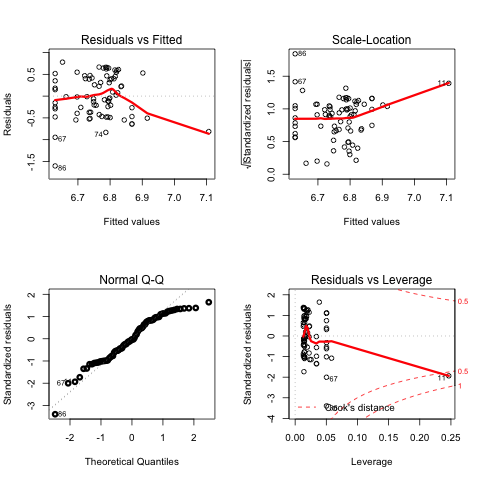 Residuals vs Fitted
Residuals
0.5
-0.5
-1.5
67
74
86
6.7 6.8 6.9 7.0 7.1
Fitted values
Scale-Location
√|Standardized residuals|
1.5
1.0
0.5
0.0
86
67
11
6.7 6.8 6.9 7.0 7.1
Fitted values
Normal Q-Q
Standardized residuals
2
1
0
-1
-2
-3
67
86
-2 -1 0 1 2
Theoretical Quantiles
Residuals vs Leverage
Standardized residuals
2
1
0
-1
-2
-3
-4
0.5
0.5
1
11
67
Cook's distance
0.00 0.05 0.10 0.15 0.20 0.25
Leverage